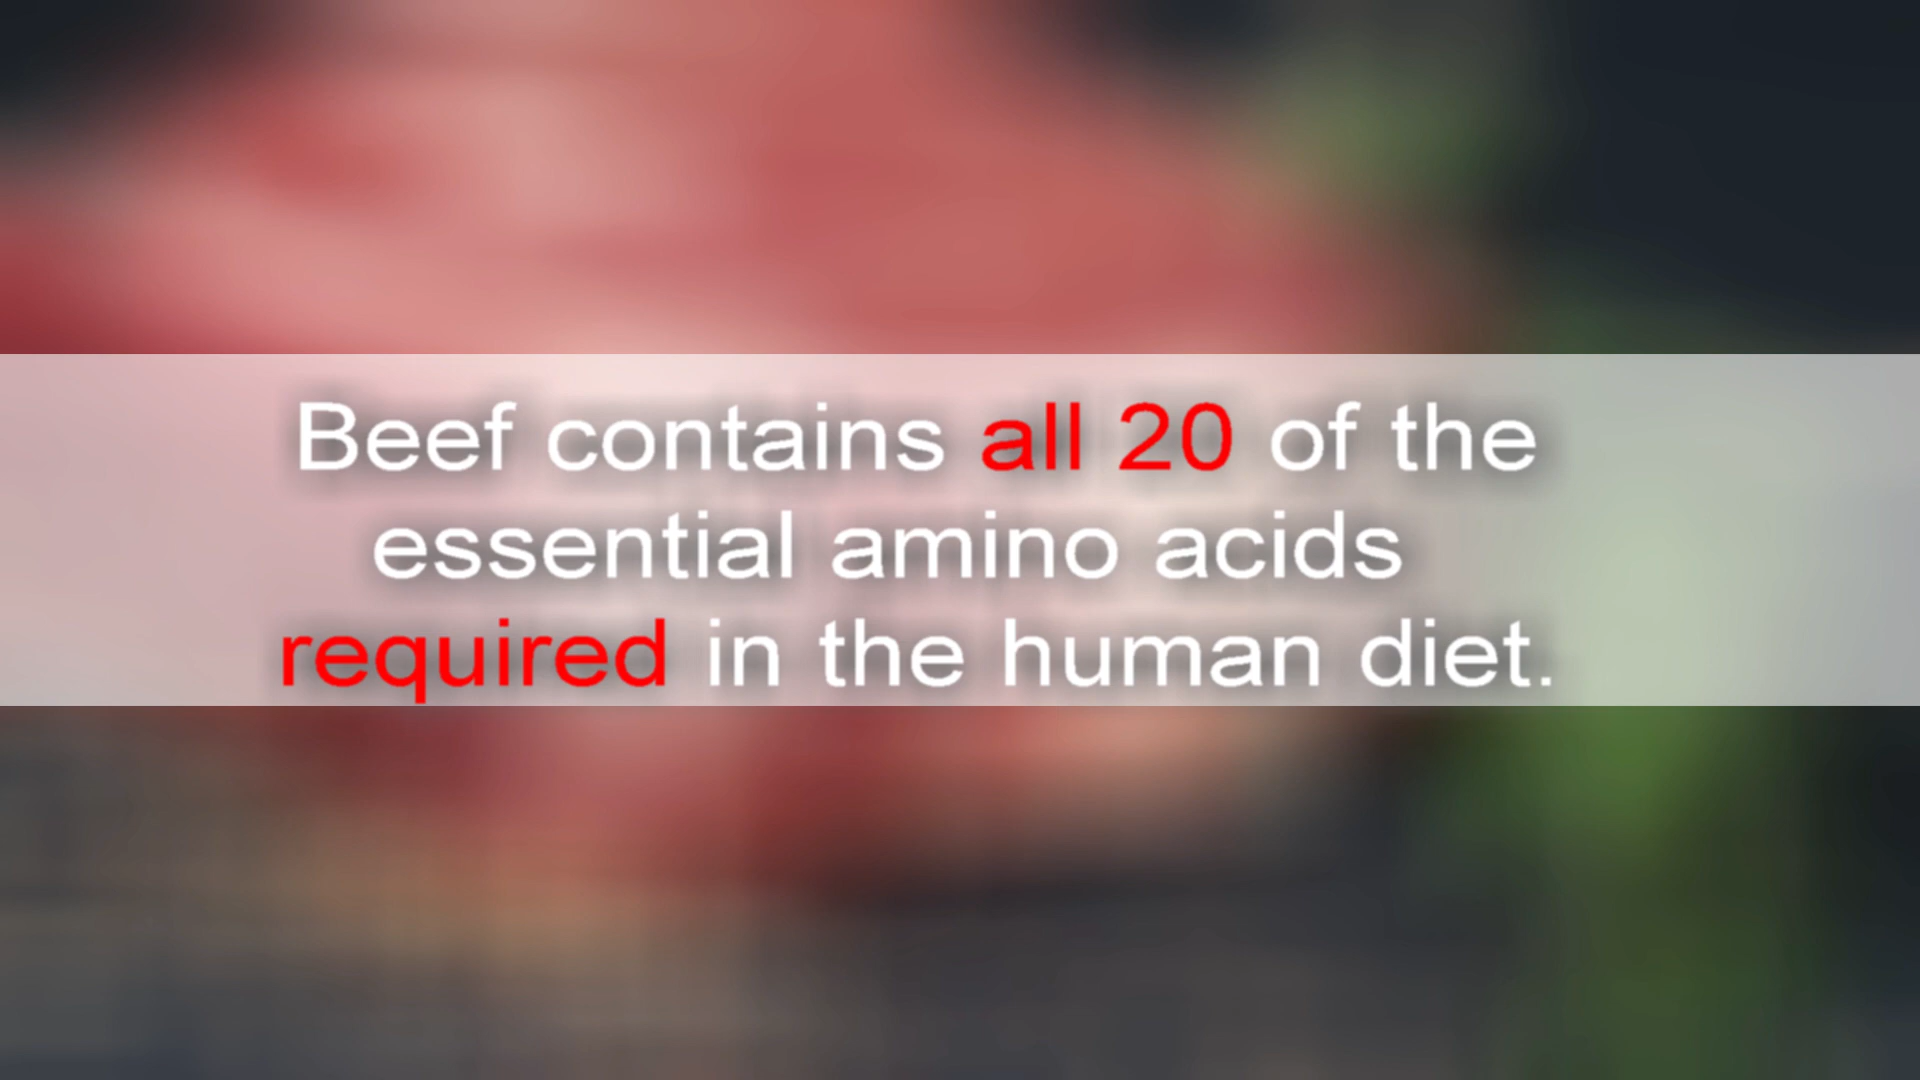 Beef contains all 20 of the
essential amino acids
required in the human diet.